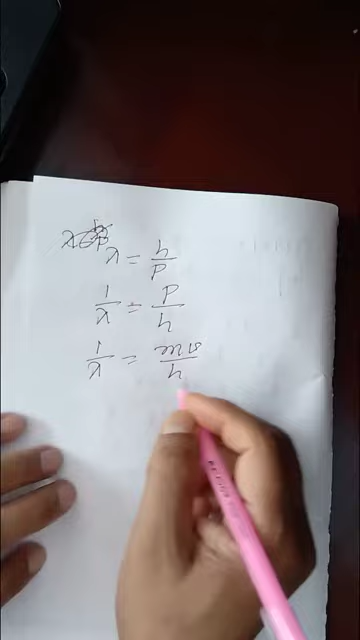 λ = h/p
1/λ = p/h
1/λ = mv/h